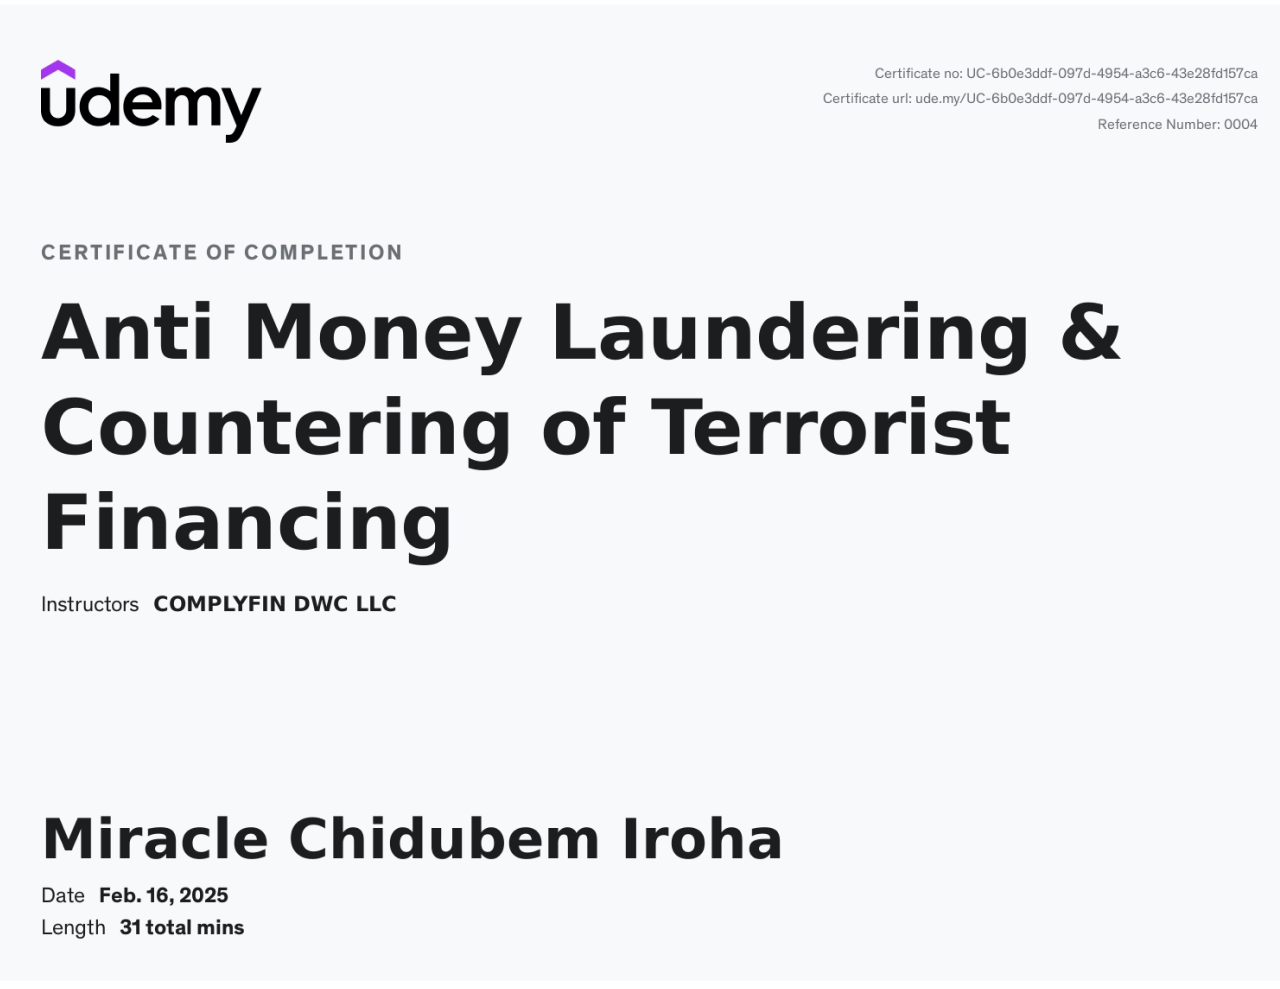 udemy
Certificate no: UC-6b0e3ddf-097d-4954-a3c6-43e28fd157ca
Certificate url: ude.my/UC-6b0e3ddf-097d-4954-a3c6-43e28fd157ca
Reference Number: 0004
CERTIFICATE OF COMPLETION
Anti Money Laundering &
Countering of Terrorist
Financing
Instructors COMPLYFIN DWC LLC
Miracle Chidubem Iroha
Date Feb. 16, 2025
Length 31 total mins